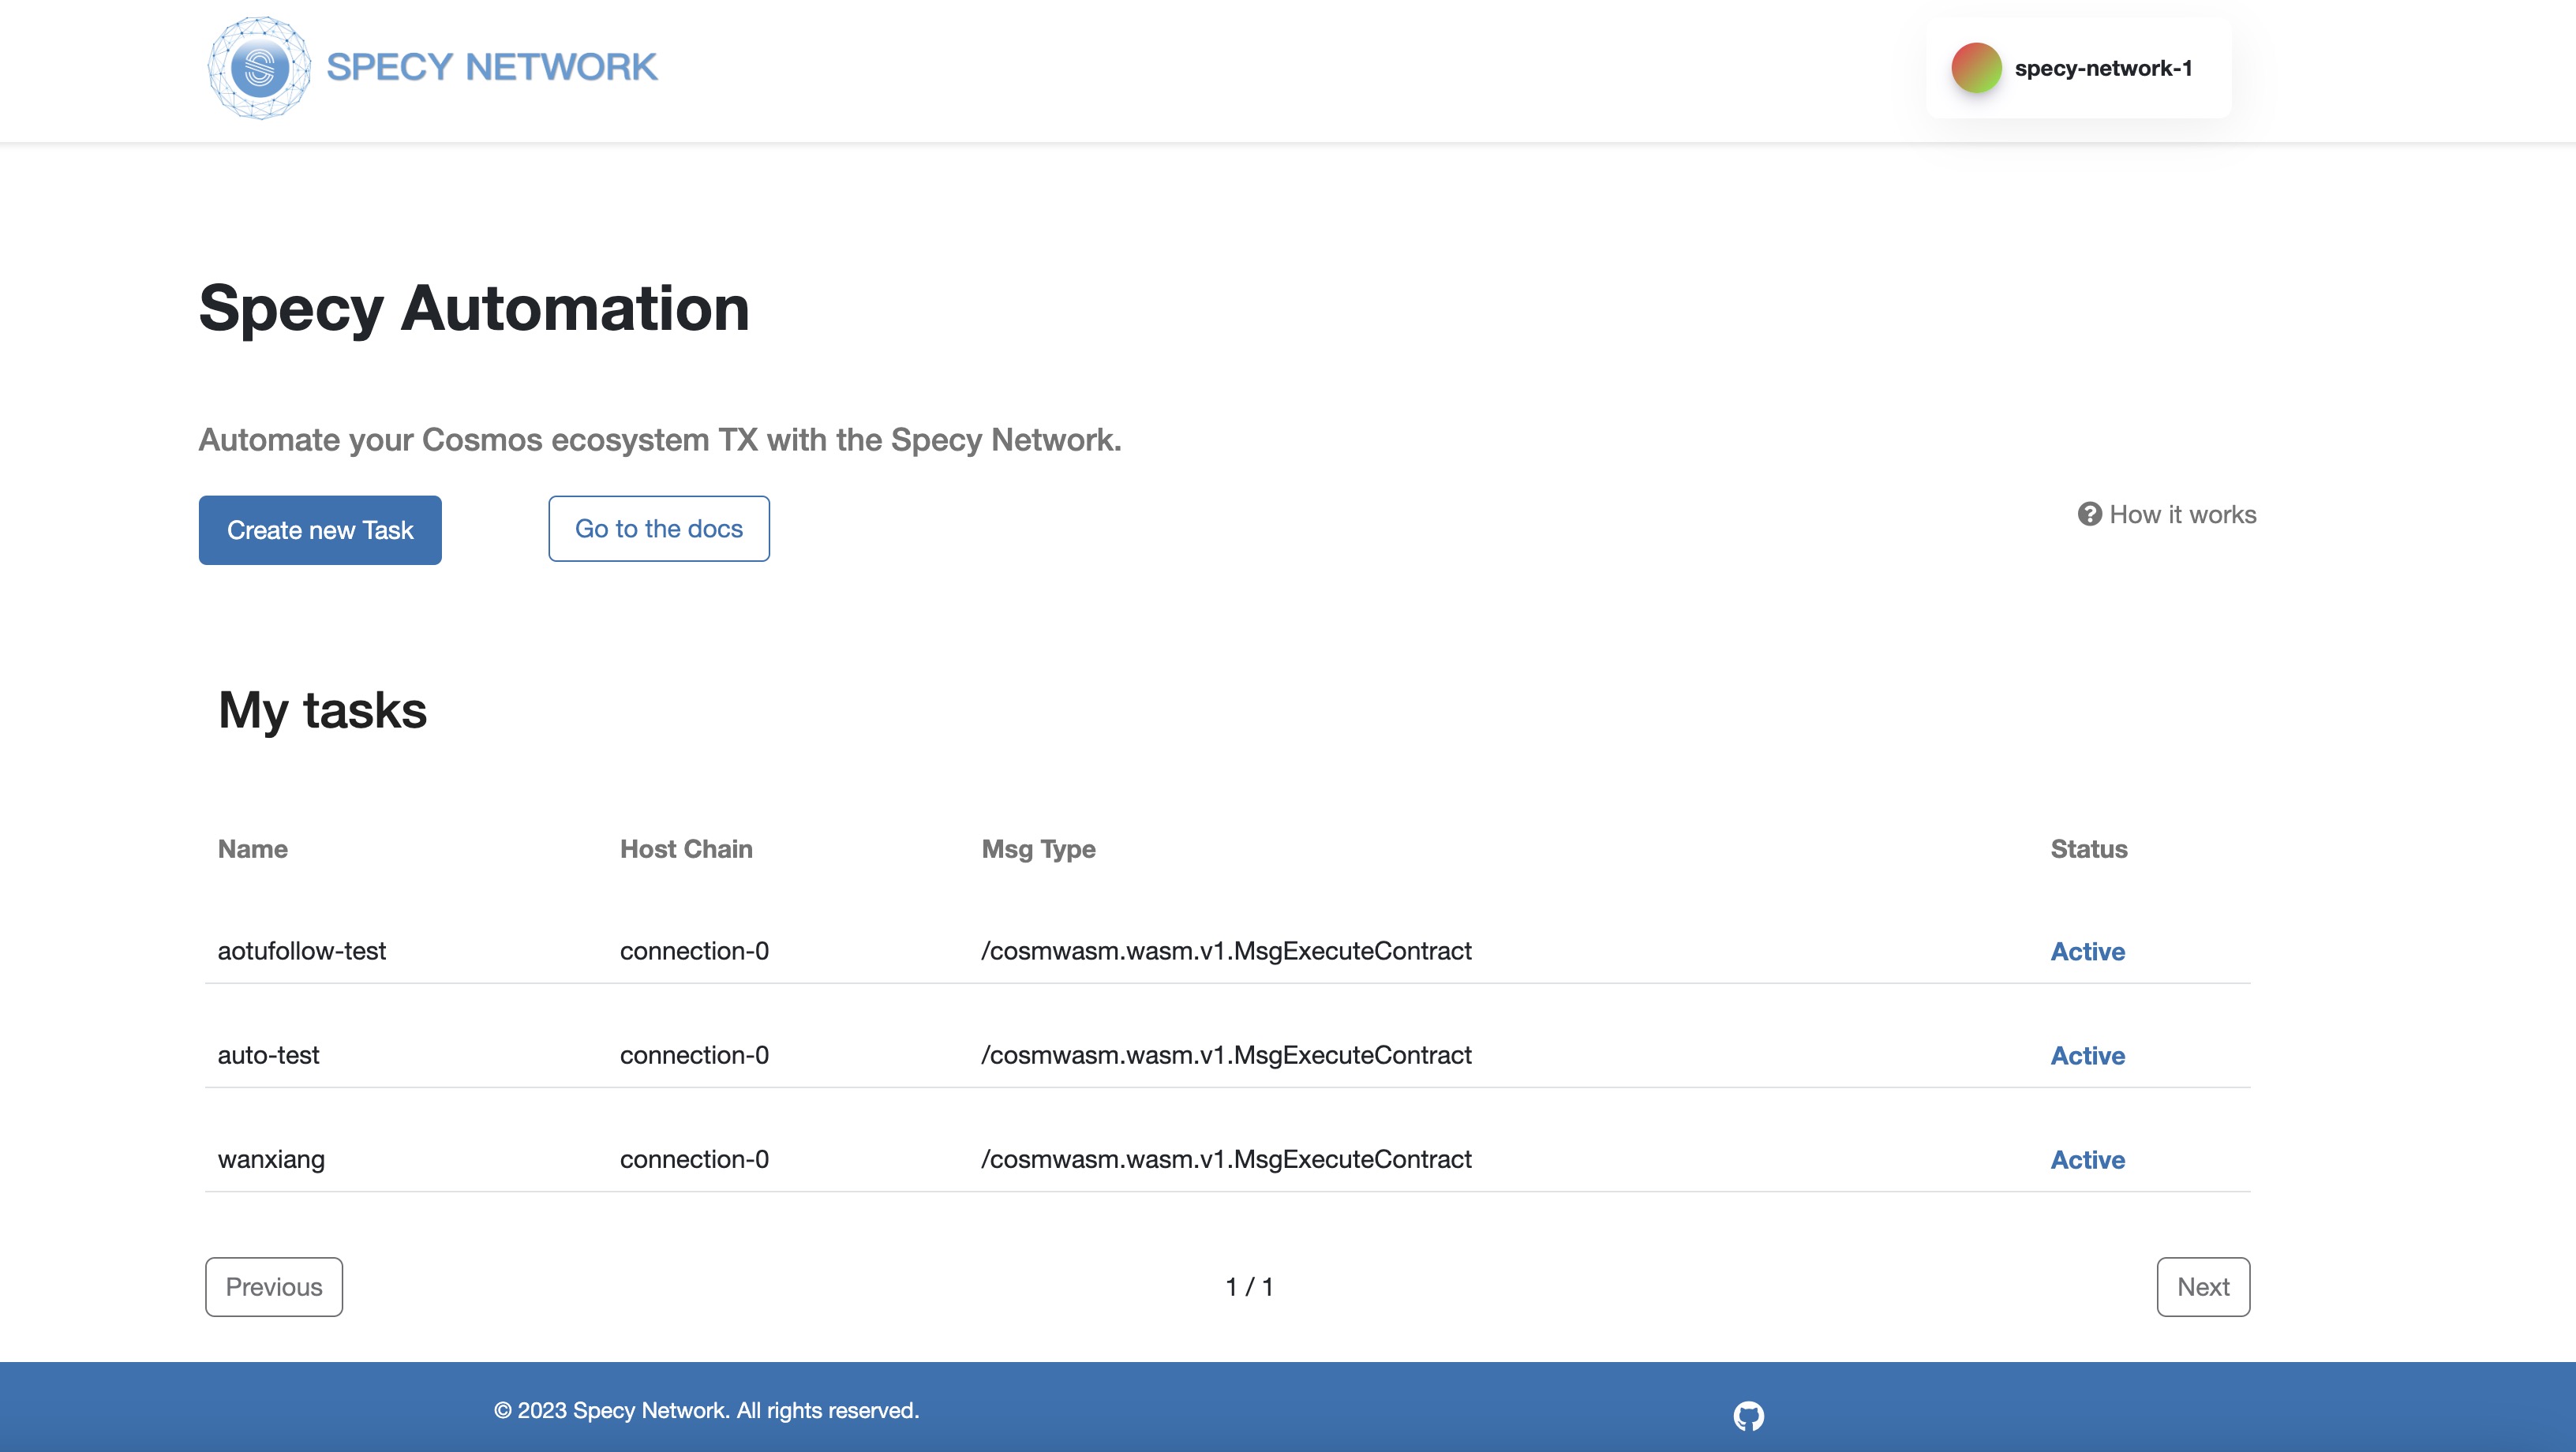 SPECY NETWORK
specy-network-1
Specy Automation
Automate your Cosmos ecosystem TX with the Specy Network.
Create new Task
Go to the docs
How it works
My tasks
Name Host Chain Msg Type Status
aotufollow-test connection-0 /cosmwasm.wasm.v1.MsgExecuteContract Active
auto-test connection-0 /cosmwasm.wasm.v1.MsgExecuteContract Active
wanxiang connection-0 /cosmwasm.wasm.v1.MsgExecuteContract Active
Previous 1 / 1 Next
© 2023 Specy Network. All rights reserved.